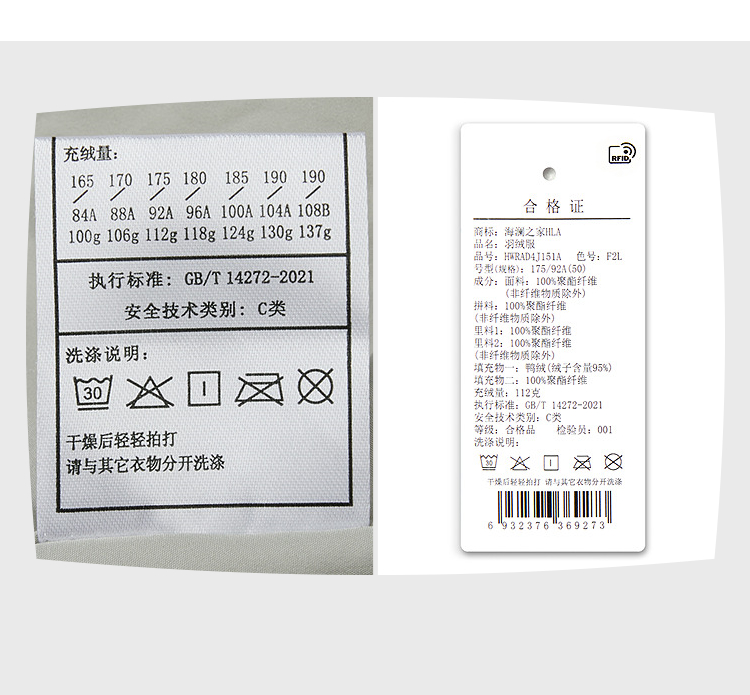 充绒量：
165 170 175 180 185 190 190
84A 88A 92A 96A 100A 104A 108B
100g 106g 112g 118g 124g 130g 137g
执行标准：GB/T 14272-2021
安全技术类别：C类
洗涤说明：
30
干燥后轻轻拍打
请与其它衣物分开洗涤
RFID
合格证
商标：海澜之家HLA
品名：羽绒服
品号：HWRAD4J151A 色号：F2L
号型(规格)：175/92A(50)
成分：面料：100%聚酯纤维
(非纤维物质除外)
拼料：100%聚酯纤维
(非纤维物质除外)
里料1：100%聚酯纤维
里料2：100%聚酯纤维
(非纤维物质除外)
填充物一：鸭绒(绒子含量95%)
填充物二：100%聚酯纤维
充绒量：112克
执行标准：GB/T 14272-2021
安全技术类别：C类
等级：合格品 检验员：001
洗涤说明：
30
干燥后轻轻拍打 请与其它衣物分开洗涤
6 932376 369273